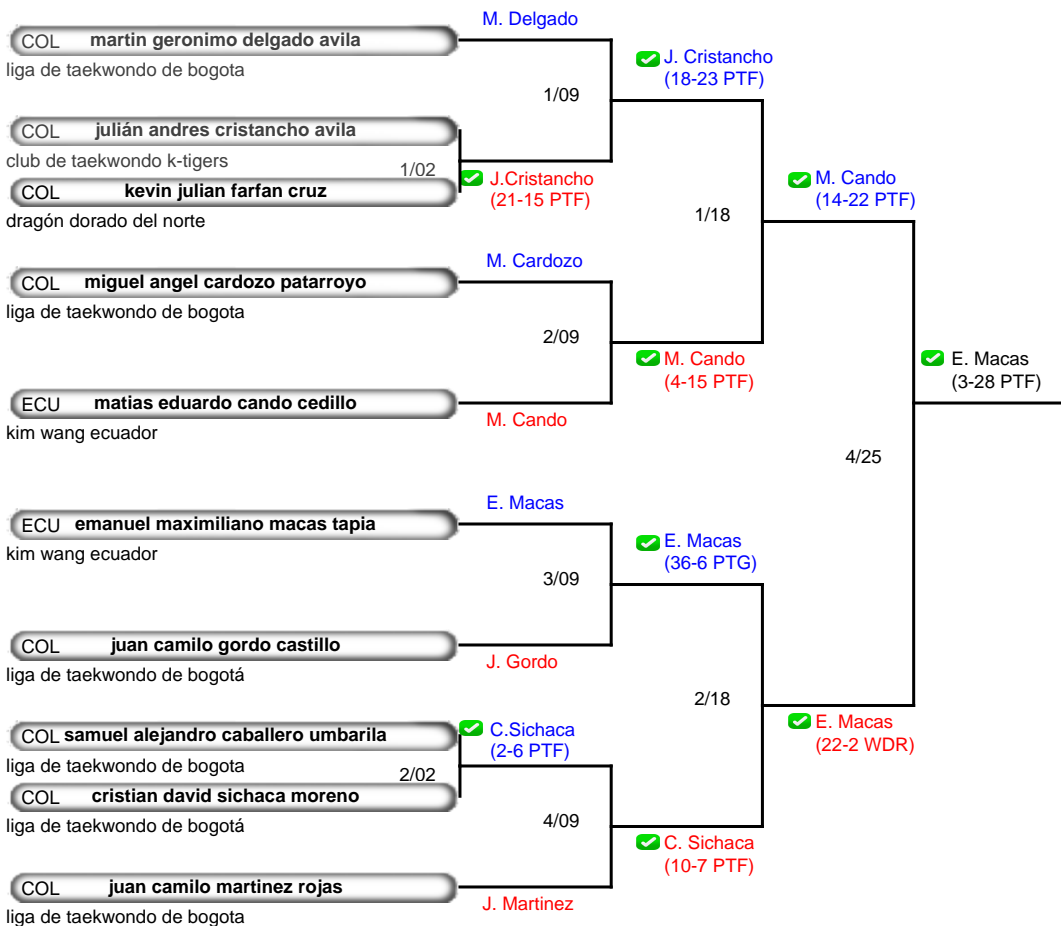 M. Delgado
COL martin geronimo delgado avila
liga de taekwondo de bogota
J. Cristancho
(18-23 PTF)
1/09
COL julián andres cristancho avila
club de taekwondo k-tigers
1/02
J.Cristancho
(21-15 PTF)
COL kevin julian farfan cruz
dragón dorado del norte
M. Cando
(14-22 PTF)
1/18
M. Cardozo
COL miguel angel cardozo patarroyo
liga de taekwondo de bogota
2/09
M. Cando
(4-15 PTF)
E. Macas
(3-28 PTF)
ECU matias eduardo cando cedillo
kim wang ecuador
M. Cando
4/25
E. Macas
ECU emanuel maximiliano macas tapia
kim wang ecuador
E. Macas
(36-6 PTG)
3/09
COL juan camilo gordo castillo
liga de taekwondo de bogotá
J. Gordo
2/18
E. Macas
(22-2 WDR)
COL samuel alejandro caballero umbarila
liga de taekwondo de bogota
C.Sichaca
(2-6 PTF)
2/02
COL cristian david sichaca moreno
liga de taekwondo de bogotá
4/09
C. Sichaca
(10-7 PTF)
COL juan camilo martinez rojas
liga de taekwondo de bogota
J. Martinez